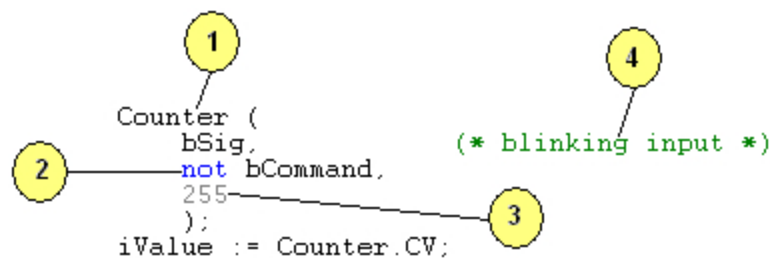 1
4
Counter (
bSig, (* blinking input *)
2 not bCommand,
255 3
);
iValue := Counter.CV;